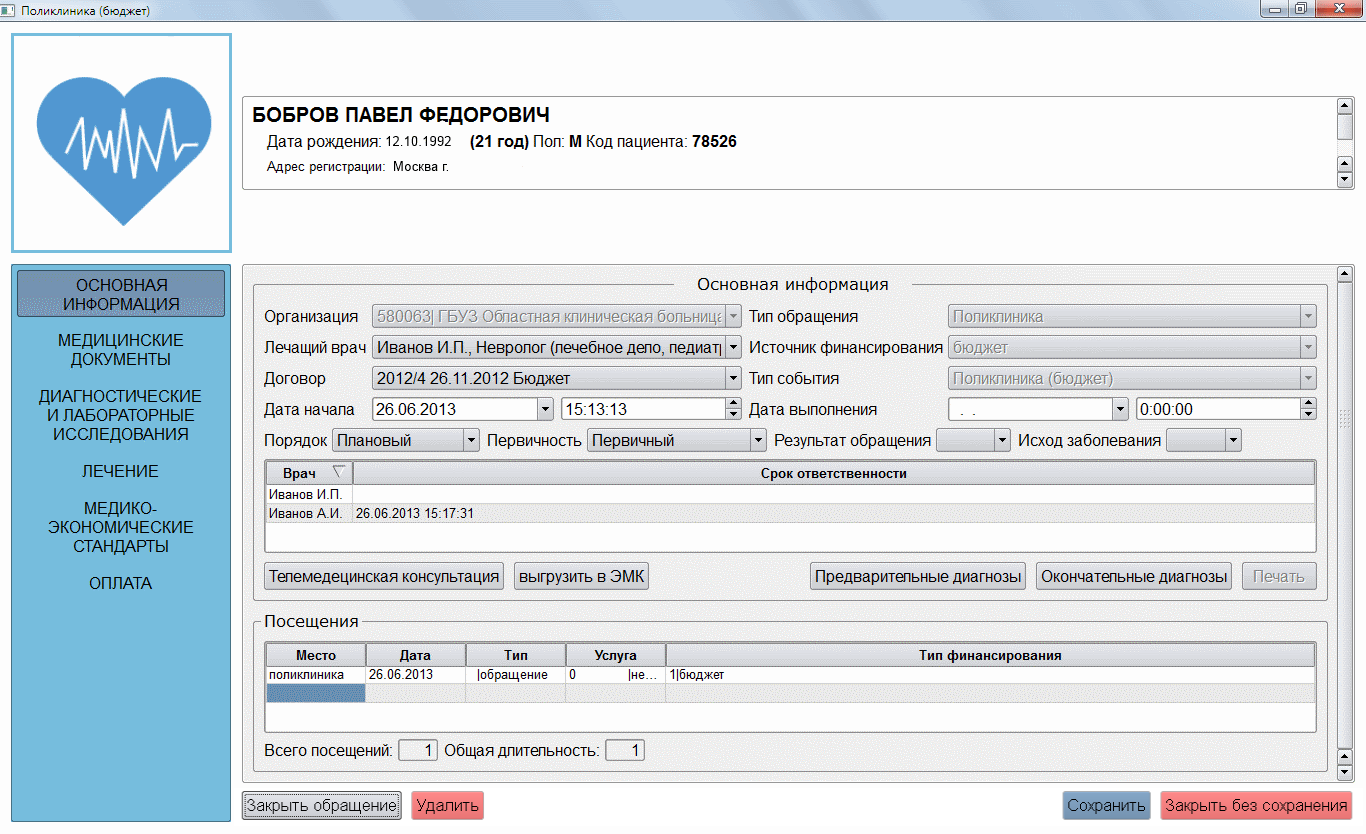 Поликлиника (бюджет)
БОБРОВ ПАВЕЛ ФЕДОРОВИЧ
Дата рождения: 12.10.1992 (21 год) Пол: М Код пациента: 78526
Адрес регистрации: Москва г.
ОСНОВНАЯ
ИНФОРМАЦИЯ
МЕДИЦИНСКИЕ
ДОКУМЕНТЫ
ДИАГНОСТИЧЕСКИЕ
И ЛАБОРАТОРНЫЕ
ИССЛЕДОВАНИЯ
ЛЕЧЕНИЕ
МЕДИКО-
ЭКОНОМИЧЕСКИЕ
СТАНДАРТЫ
ОПЛАТА
Основная информация
Организация 580063| ГБУЗ Областная клиническая больница Тип обращения Поликлиника
Лечащий врач Иванов И.П., Невролог (лечебное дело, педиат Источник финансирования бюджет
Договор 2012/4 26.11.2012 Бюджет Тип события Поликлиника (бюджет)
Дата начала 26.06.2013 15:13:13 Дата выполнения . . 0:00:00
Порядок Плановый Первичность Первичный Результат обращения Исход заболевания
Врач Срок ответственности
Иванов И.П.
Иванов А.И. 26.06.2013 15:17:31
Телемедецинская консультация выгрузить в ЭМК Предварительные диагнозы Окончательные диагнозы Печать
Посещения
Место Дата Тип Услуга Тип финансирования
поликлиника 26.06.2013 |обращение 0 |не... 1|бюджет
Всего посещений: 1 Общая длительность: 1
Закрыть обращение Удалить Сохранить Закрыть без сохранения